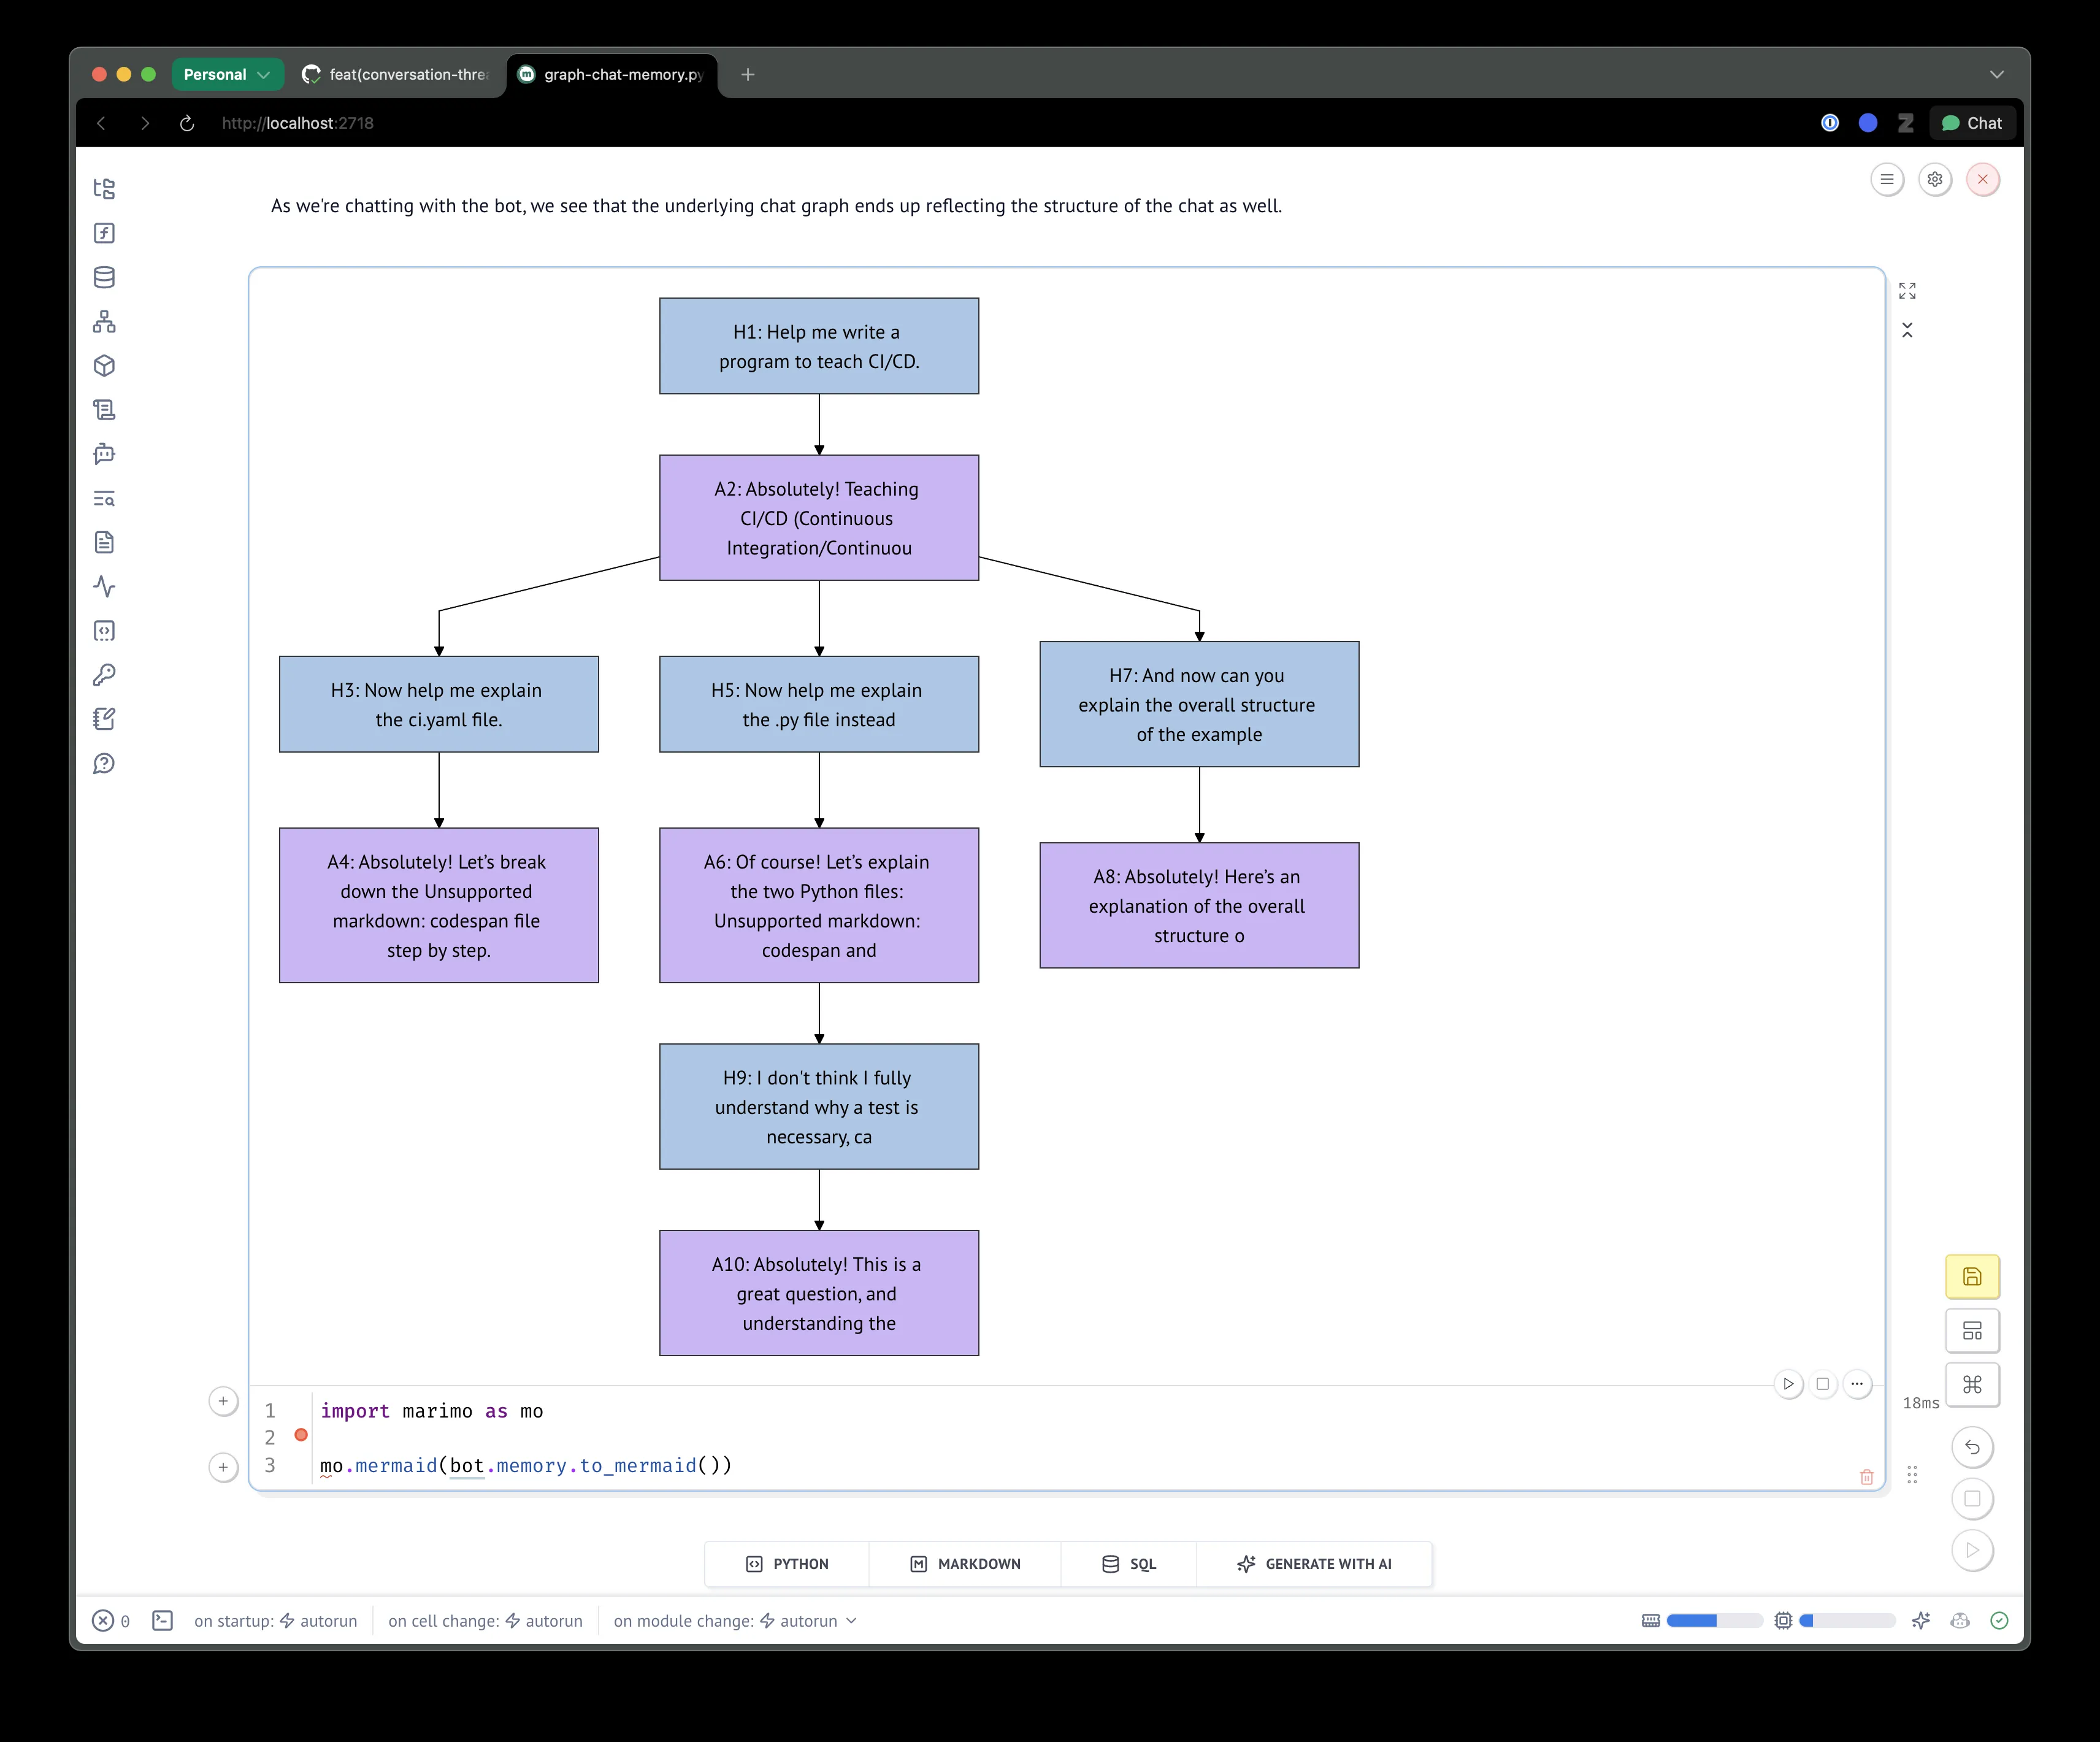 Personal
feat(conversation-thre
graph-chat-memory.py
http://localhost:2718
Chat
As we're chatting with the bot, we see that the underlying chat graph ends up reflecting the structure of the chat as well.
H1: Help me write a
program to teach CI/CD.
A2: Absolutely! Teaching
CI/CD (Continuous
Integration/Continuou
H3: Now help me explain
the ci.yaml file.
H5: Now help me explain
the .py file instead
H7: And now can you
explain the overall structure
of the example
A4: Absolutely! Let’s break
down the Unsupported
markdown: codespan file
step by step.
A6: Of course! Let’s explain
the two Python files:
Unsupported markdown:
codespan and
A8: Absolutely! Here’s an
explanation of the overall
structure o
H9: I don't think I fully
understand why a test is
necessary, ca
A10: Absolutely! This is a
great question, and
understanding the
18ms
1 import marimo as mo
2
3 mo.mermaid(bot.memory.to_mermaid())
PYTHON
MARKDOWN
SQL
GENERATE WITH AI
0
on startup: autorun
on cell change: autorun
on module change: autorun